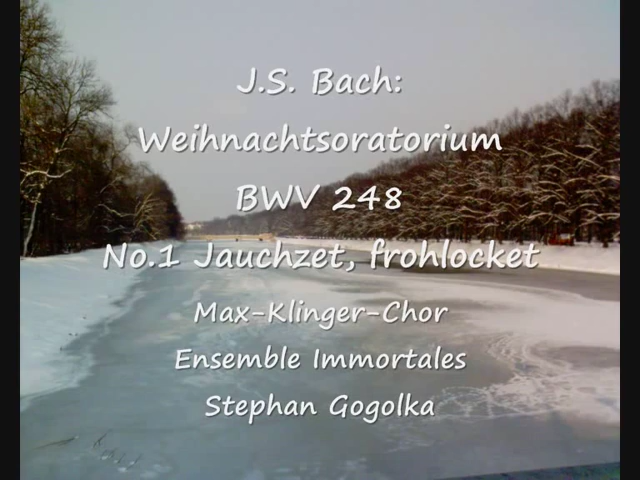 J.S. Bach:
Weihnachtsoratorium
BWV 248
No.1 Jauchzet, frohlocket
Max-Klinger-Chor
Ensemble Immortales
Stephan Gogolka